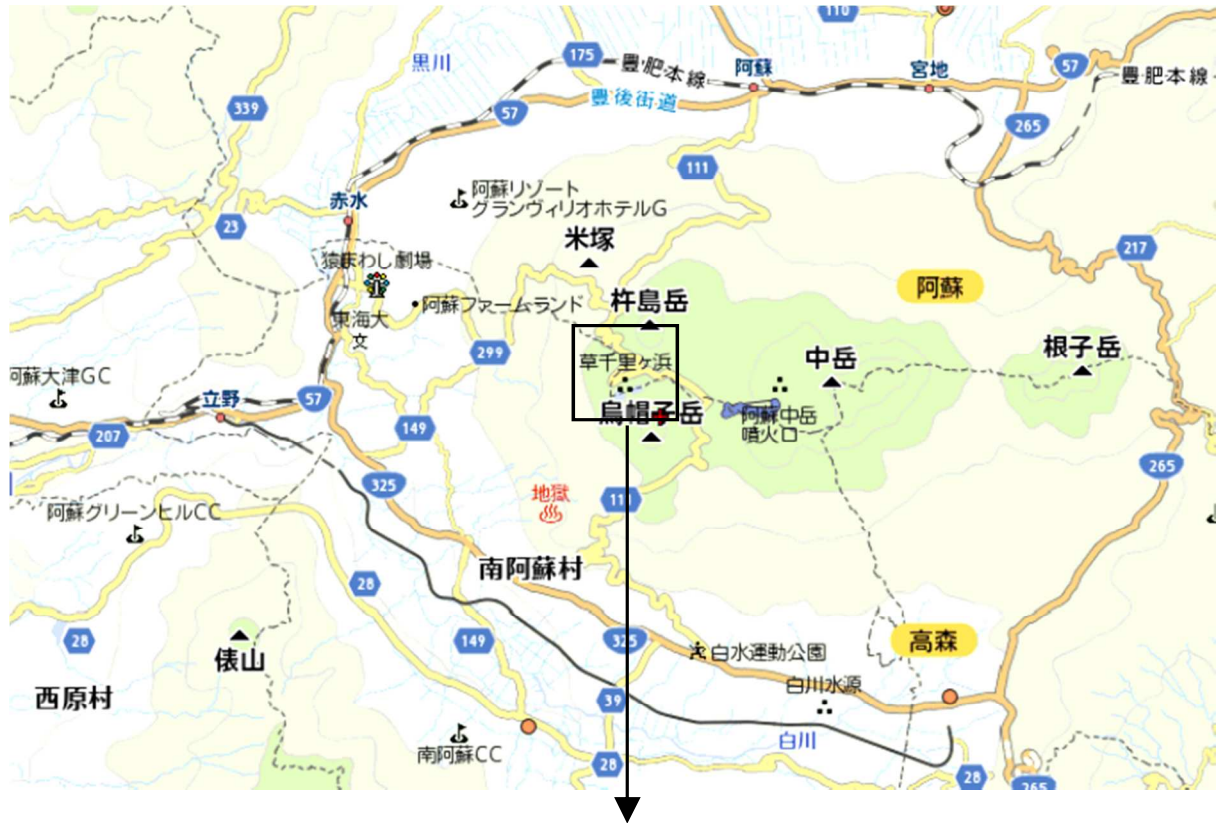 110
黒川
175
豊肥本線
阿蘇
宮地
57
豊肥本線
339
57
豊後街道
265
111
赤水
阿蘇リゾート
グランヴィリオホテルG
23
米塚
217
猿まわし劇場
阿蘇
阿蘇ファームランド
杵島岳
東海大
文
299
草千里ヶ浜
中岳
根子岳
阿蘇大津GC
立野
57
烏帽子岳
阿蘇中岳
噴火口
207
149
325
265
地獄
111
阿蘇グリーンヒルCC
南阿蘇村
28
28
149
325
白水運動公園
高森
俵山
西原村
白川水源
39
南阿蘇CC
白川
28
28
265